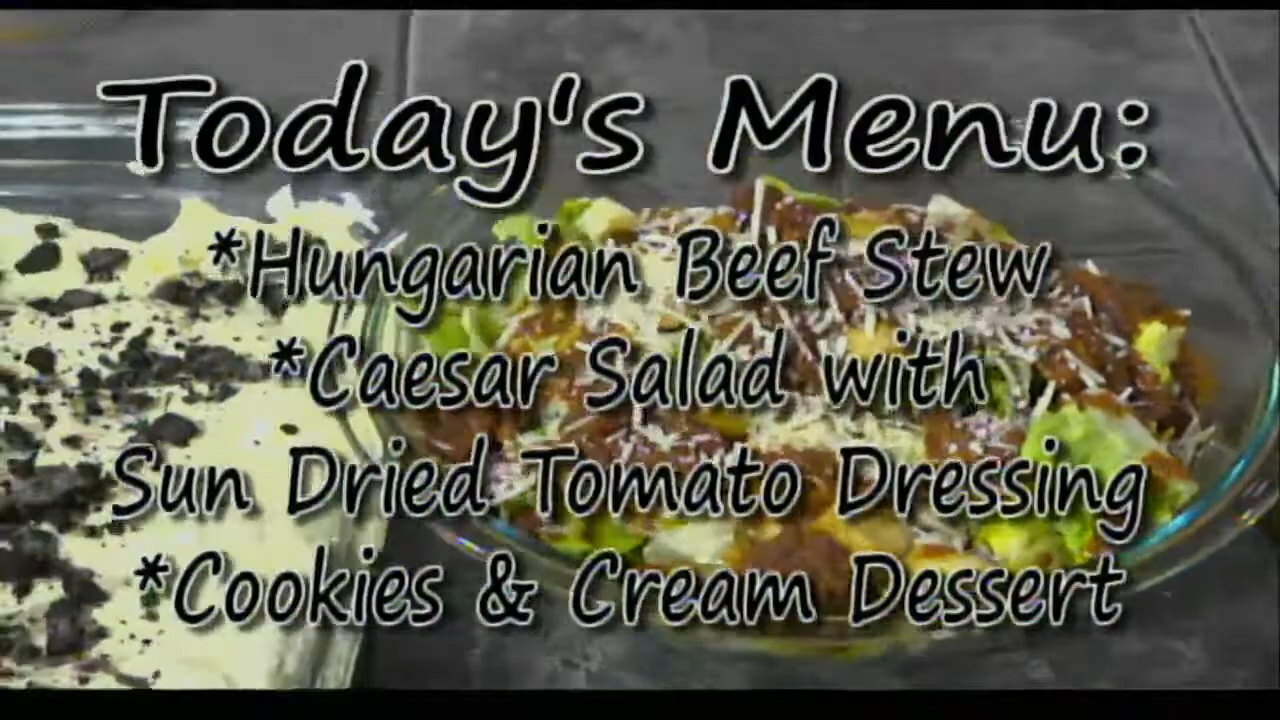 Today's Menu:
*Hungarian Beef Stew
*Caesar Salad with
Sun Dried Tomato Dressing
*Cookies & Cream Dessert